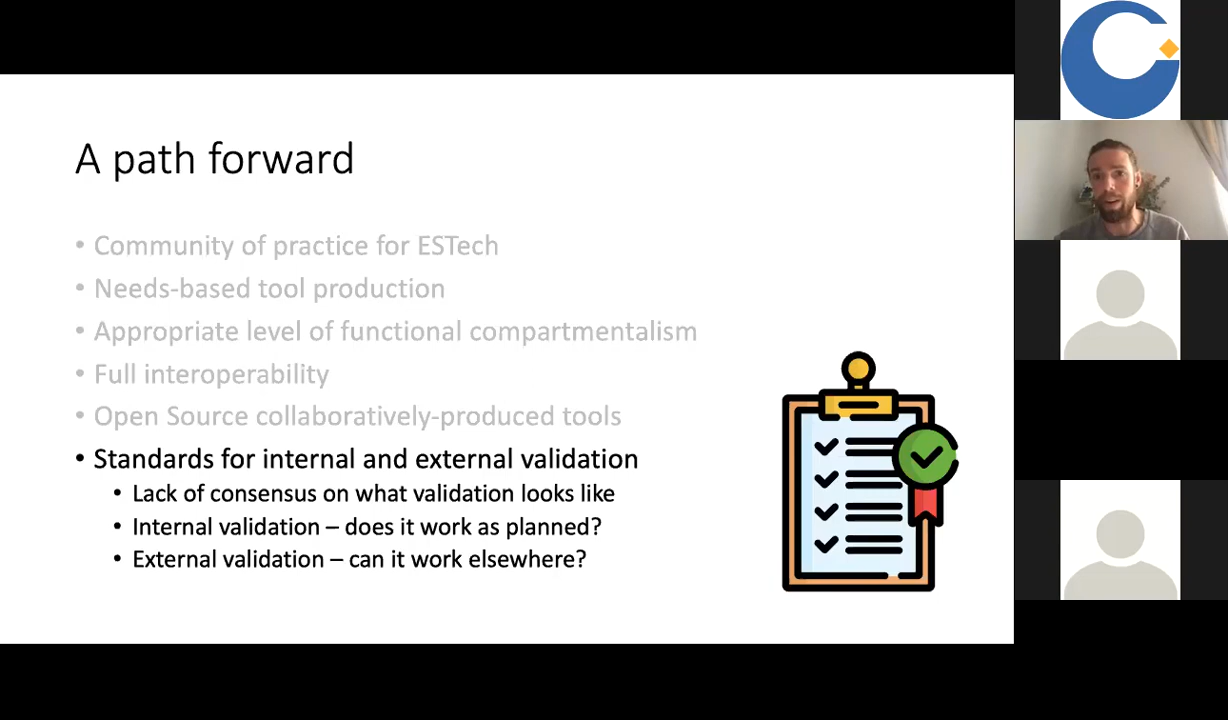 A path forward
• Community of practice for ESTech
• Needs-based tool production
• Appropriate level of functional compartmentalism
• Full interoperability
• Open Source collaboratively-produced tools
• Standards for internal and external validation
• Lack of consensus on what validation looks like
• Internal validation – does it work as planned?
• External validation – can it work elsewhere?